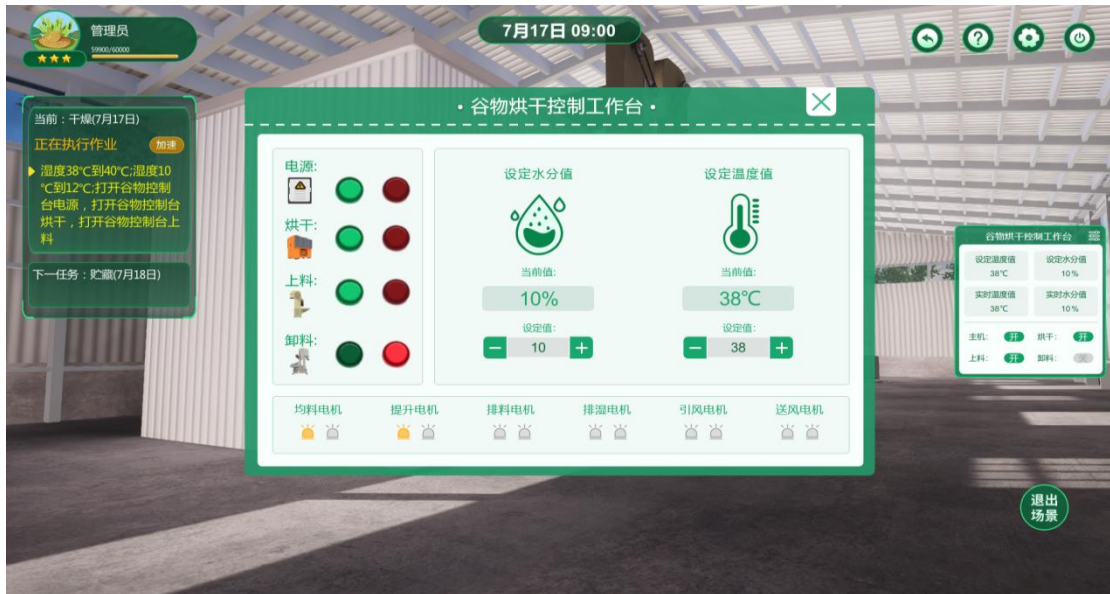 管理员
59900/60000
7月17日 09:00
当前：干燥(7月17日)
正在执行作业
加速
湿度38℃到40℃;湿度10
℃到12℃;打开谷物控制
台电源，打开谷物控制台
烘干，打开谷物控制台上
料
下一任务：贮藏(7月18日)
·谷物烘干控制工作台·
电源:
烘干:
上料:
卸料:
设定水分值
当前值:
10%
设定值:
10
设定温度值
当前值:
38℃
设定值:
38
均料电机
提升电机
排料电机
排湿电机
引风电机
送风电机
谷物烘干控制工作台
设定温度值
设定水分值
38℃
10%
实时温度值
实时水分值
38℃
10%
主机:
开
烘干:
开
上料:
开
卸料:
关
退出
场景